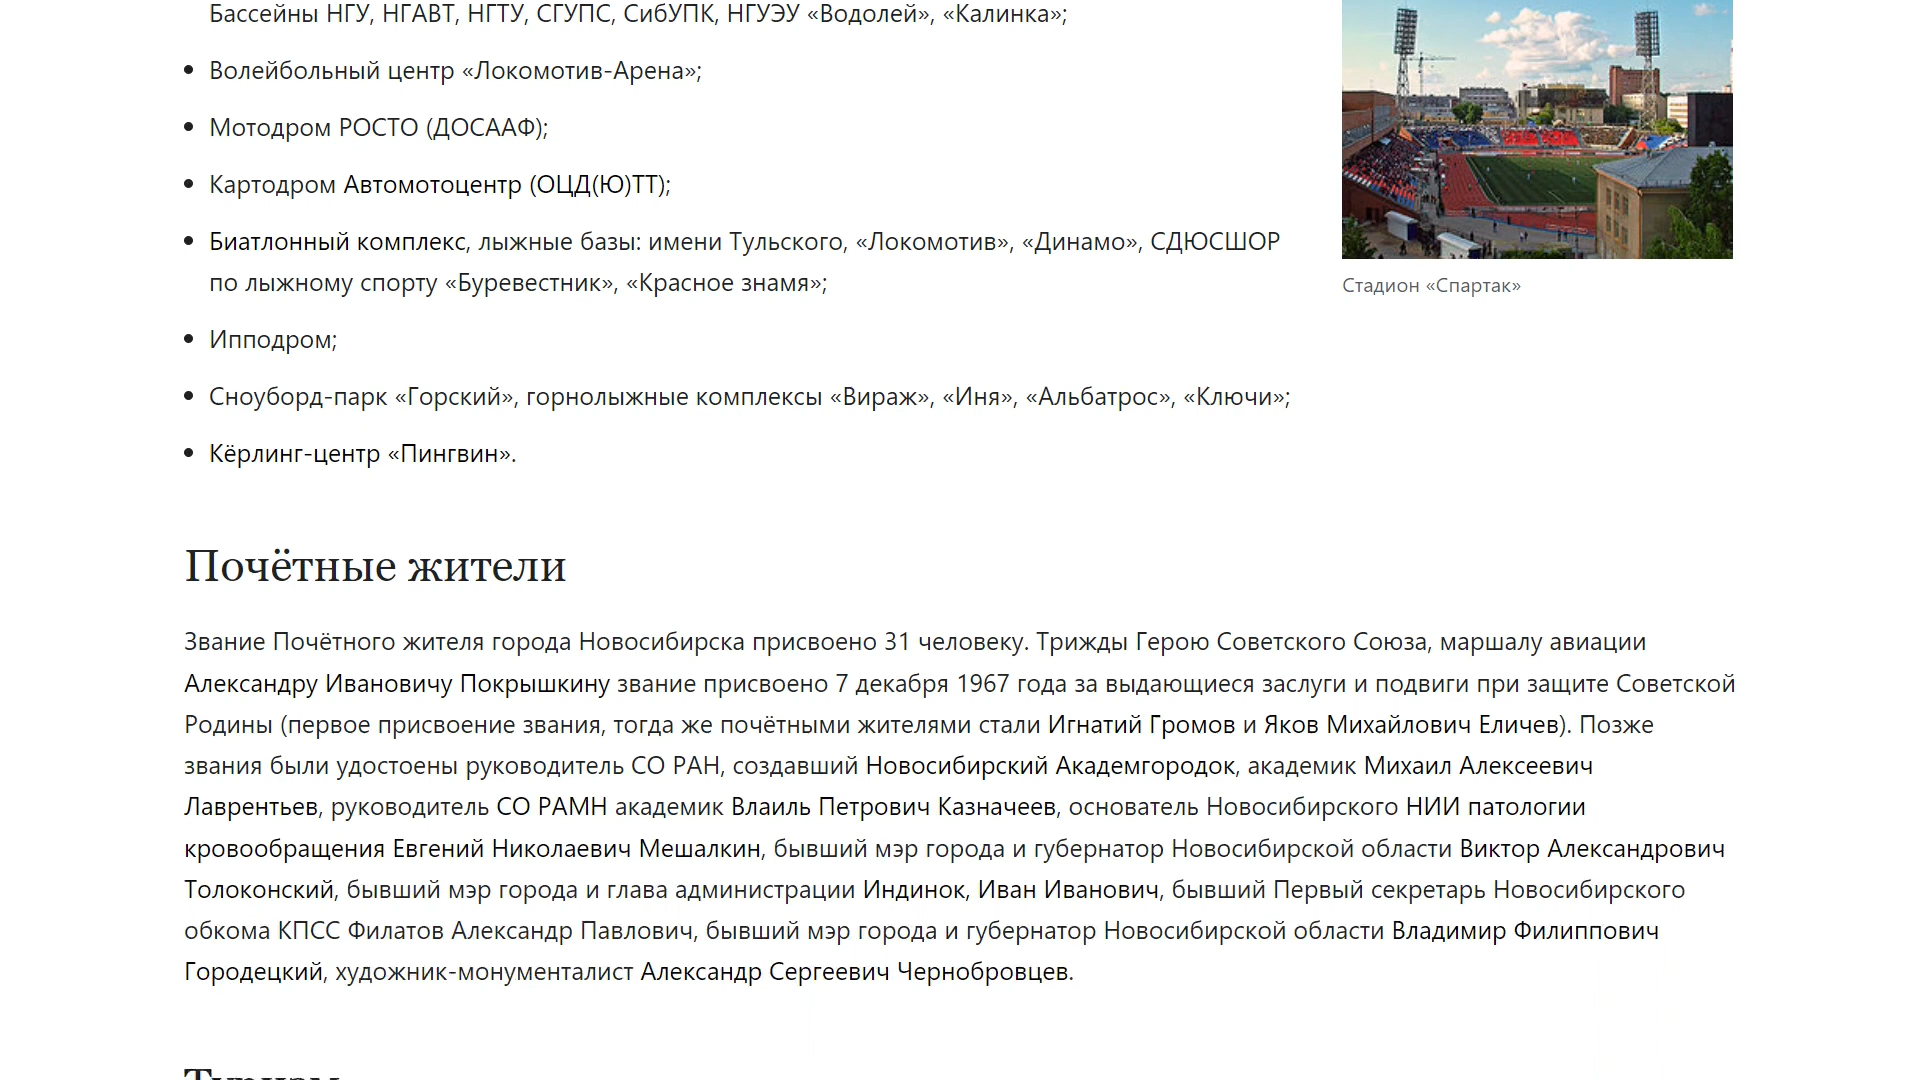 Бассейны НГУ, НГАВТ, НГТУ, СГУПС, СибУПК, НГУЭУ «Водолей», «Калинка»;
Волейбольный центр «Локомотив-Арена»;
Мотодром РОСТО (ДОСААФ);
Картодром Автомотоцентр (ОЦД(Ю)ТТ);
Биатлонный комплекс, лыжные базы: имени Тульского, «Локомотив», «Динамо», СДЮСШОР
по лыжному спорту «Буревестник», «Красное знамя»;
Ипподром;
Сноуборд-парк «Горский», горнолыжные комплексы «Вираж», «Иня», «Альбатрос», «Ключи»;
Кёрлинг-центр «Пингвин».
Стадион «Спартак»
Почётные жители
Звание Почётного жителя города Новосибирска присвоено 31 человеку. Трижды Герою Советского Союза, маршалу авиации
Александру Ивановичу Покрышкину звание присвоено 7 декабря 1967 года за выдающиеся заслуги и подвиги при защите Советской
Родины (первое присвоение звания, тогда же почётными жителями стали Игнатий Громов и Яков Михайлович Еличев). Позже
звания были удостоены руководитель СО РАН, создавший Новосибирский Академгородок, академик Михаил Алексеевич
Лаврентьев, руководитель СО РАМН академик Влаиль Петрович Казначеев, основатель Новосибирского НИИ патологии
кровообращения Евгений Николаевич Мешалкин, бывший мэр города и губернатор Новосибирской области Виктор Александрович
Толоконский, бывший мэр города и глава администрации Индинок, Иван Иванович, бывший Первый секретарь Новосибирского
обкома КПСС Филатов Александр Павлович, бывший мэр города и губернатор Новосибирской области Владимир Филиппович
Городецкий, художник-монументалист Александр Сергеевич Чернобровцев.
Туризм